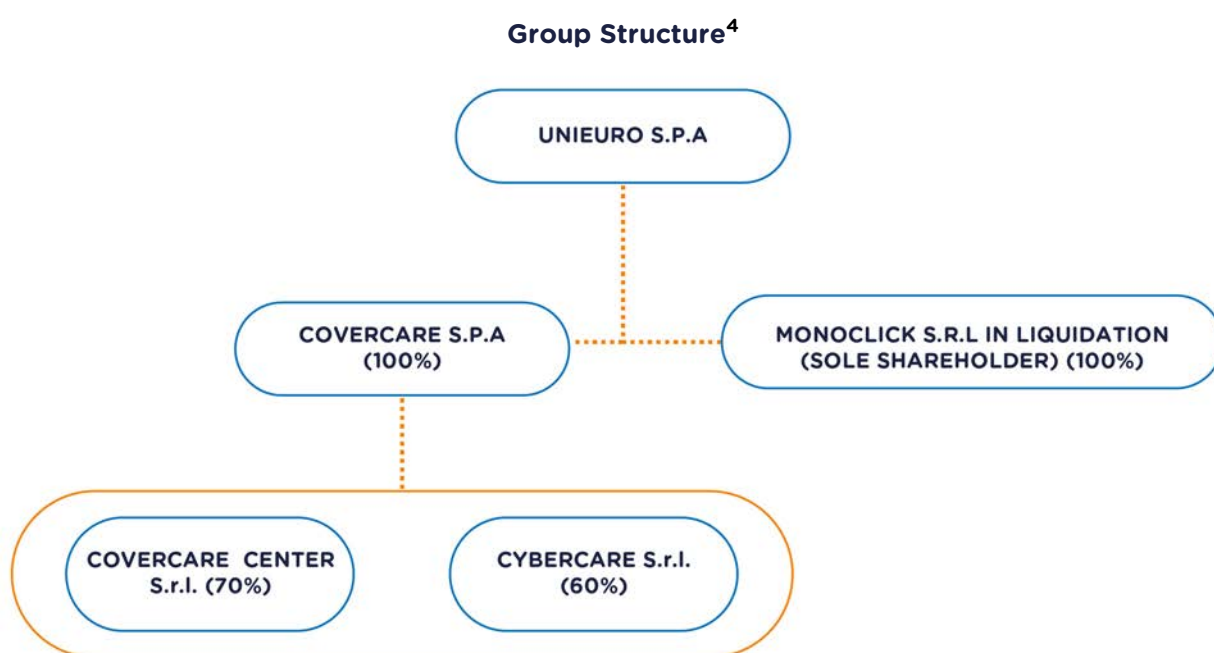 Group Structure4
UNIEURO S.P.A
COVERCARE S.P.A
(100%)
MONOCLICK S.R.L IN LIQUIDATION
(SOLE SHAREHOLDER) (100%)
COVERCARE CENTER
S.r.l. (70%)
CYBERCARE S.r.l.
(60%)